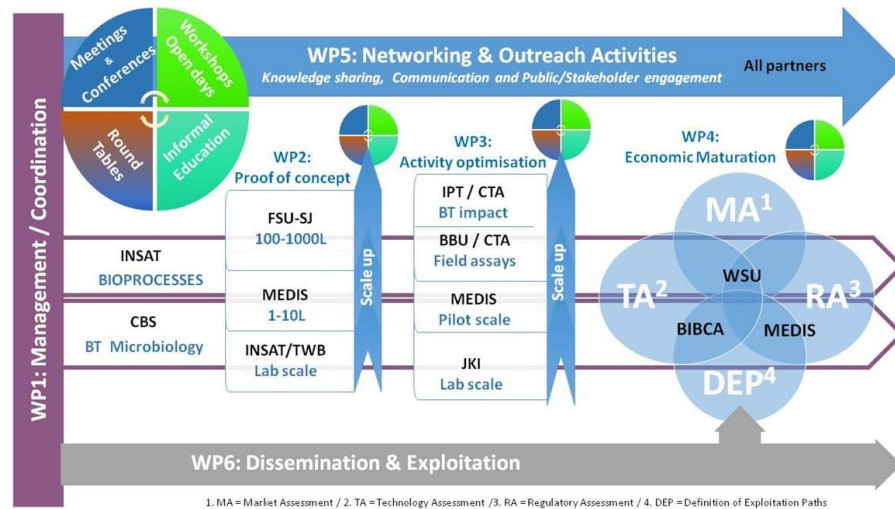 WP1: Management / Coordination
Meetings
&
Conferences
Workshops
Open days
Round
Tables
Informal
Education
WP5: Networking & Outreach Activities
Knowledge sharing, Communication and Public/Stakeholder engagement
All partners
WP2:
Proof of concept
FSU-SJ
100-1000L
MEDIS
1-10L
INSAT/TWB
Lab scale
INSAT
BIOPROCESSES
CBS
BT Microbiology
Scale up
WP3:
Activity optimisation
IPT / CTA
BT impact
BBU / CTA
Field assays
MEDIS
Pilot scale
JKI
Lab scale
Scale up
WP4:
Economic Maturation
MA¹
TA²
WSU
RA³
BIBCA
MEDIS
DEP⁴
WP6: Dissemination & Exploitation
1. MA = Market Assessment / 2. TA = Technology Assessment /3. RA = Regulatory Assessment / 4. DEP = Definition of Exploitation Paths